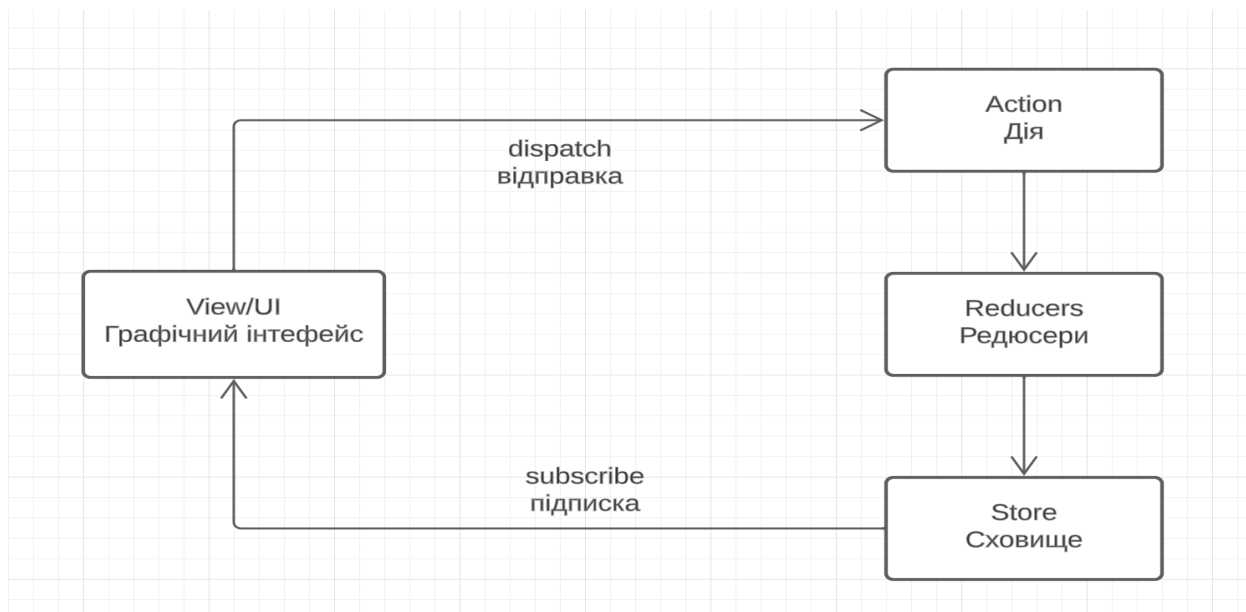 Action
Дія
dispatch
відправка
View/UI
Графічний інтефейс
Reducers
Редюсери
subscribe
підписка
Store
Сховище